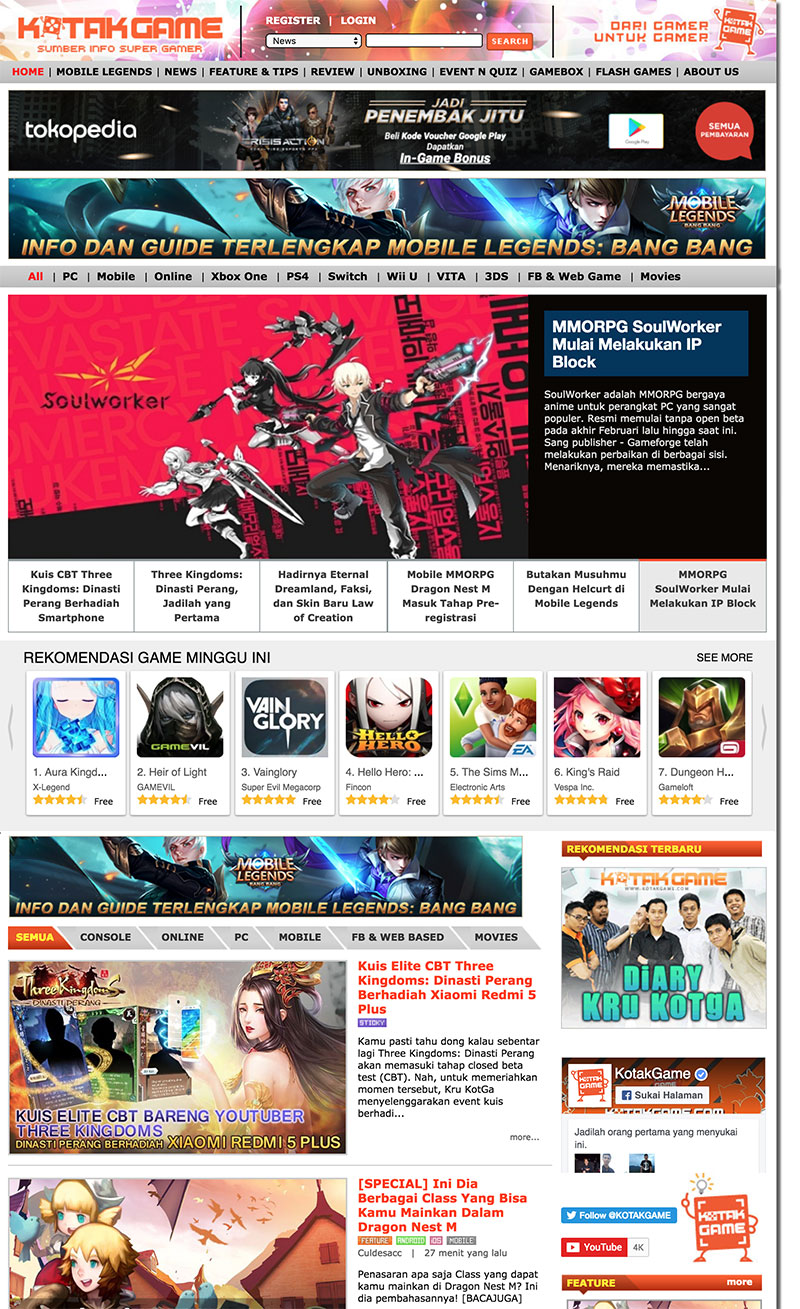 KOTAKGAME
SUMBER INFO SUPER GAMER
REGISTER | LOGIN
News
SEARCH
DARI GAMER
UNTUK GAMER
KOTAK
GAME
HOME | MOBILE LEGENDS | NEWS | FEATURE & TIPS | REVIEW | UNBOXING | EVENT N QUIZ | GAMEBOX | FLASH GAMES | ABOUT US
tokopedia
CRISIS ACTION
JADI
PENEMBAK JITU
Beli Kode Voucher Google Play
Dapatkan
In-Game Bonus
Google Play
SEMUA
PEMBAYARAN
MOBILE
LEGENDS
BANG BANG
INFO DAN GUIDE TERLENGKAP MOBILE LEGENDS: BANG BANG
All | PC | Mobile | Online | Xbox One | PS4 | Switch | Wii U | VITA | 3DS | FB & Web Game | Movies
Soulworker
MMORPG SoulWorker
Mulai Melakukan IP
Block
SoulWorker adalah MMORPG bergaya
anime untuk perangkat PC yang sangat
populer. Resmi memulai tanpa open beta
pada akhir Februari lalu hingga saat ini.
Sang publisher - Gameforge telah
melakukan perbaikan di berbagai sisi.
Menariknya, mereka memastika...
Kuis CBT Three
Kingdoms: Dinasti
Perang Berhadiah
Smartphone
Three Kingdoms:
Dinasti Perang,
Jadilah yang
Pertama
Hadirnya Eternal
Dreamland, Faksi,
dan Skin Baru Law
of Creation
Mobile MMORPG
Dragon Nest M
Masuk Tahap Pre-
registrasi
Butakan Musuhmu
Dengan Helcurt di
Mobile Legends
MMORPG
SoulWorker Mulai
Melakukan IP Block
REKOMENDASI GAME MINGGU INI
SEE MORE
GAMEVIL
VAIN
GLORY
HELLO
HERO
EA
1. Aura Kingd...
X-Legend
Free
2. Heir of Light
GAMEVIL
Free
3. Vainglory
Super Evil Megacorp
Free
4. Hello Hero: ...
Fincon
Free
5. The Sims M...
Electronic Arts
Free
6. King's Raid
Vespa Inc.
Free
7. Dungeon H...
Gameloft
Free
MOBILE
LEGENDS
BANG BANG
INFO DAN GUIDE TERLENGKAP MOBILE LEGENDS: BANG BANG
SEMUA CONSOLE ONLINE PC MOBILE FB & WEB BASED MOVIES
Three Kingdoms
DINASTI PERANG
KUIS ELITE CBT BARENG YOUTUBER
THREE KINGDOMS
DINASTI PERANG BERHADIAH XIAOMI REDMI 5 PLUS
Kuis Elite CBT Three
Kingdoms: Dinasti Perang
Berhadiah Xiaomi Redmi 5
Plus
STICKY
Kamu pasti tahu dong kalau sebentar
lagi Three Kingdoms: Dinasti Perang
akan memasuki tahap closed beta
test (CBT). Nah, untuk memeriahkan
momen tersebut, Kru KotGa
menyelenggarakan event kuis
berhadi...
more...
[SPECIAL] Ini Dia
Berbagai Class Yang Bisa
Kamu Mainkan Dalam
Dragon Nest M
FEATURE ANDROID iOS MOBILE
Culdesacc | 27 menit yang lalu
Penasaran apa saja Class yang dapat
kamu mainkan di Dragon Nest M? Ini
dia pembahasannya! [BACAJUGA]
REKOMENDASI TERBARU
KOTAKGAME
WWW.KOTAKGAME.COM
DiARY
KRU KOTGA
KOTAK
GAME
KotakGame
Sukai Halaman
Jadilah orang pertama yang menyukai
ini.
Follow @KOTAKGAME
YouTube 4K
KOTAK
GAME
FEATURE
more